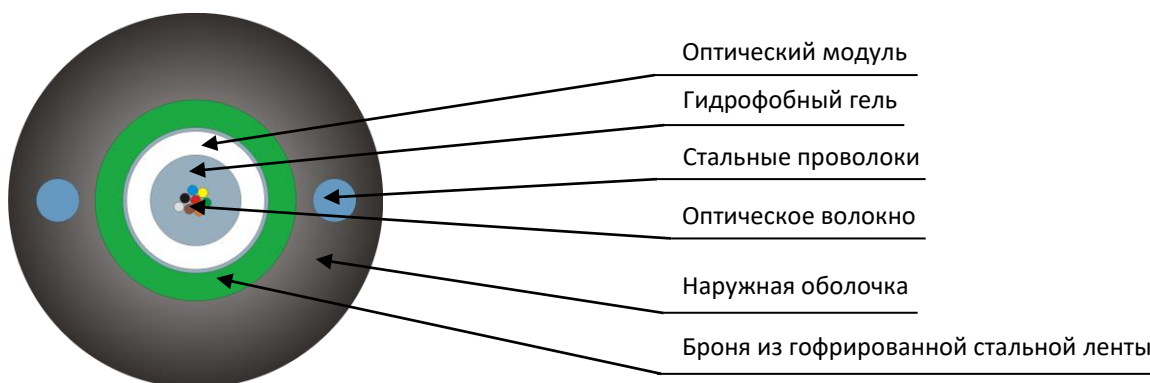 Оптический модуль
Гидрофобный гель
Стальные проволоки
Оптическое волокно
Наружная оболочка
Броня из гофрированной стальной ленты